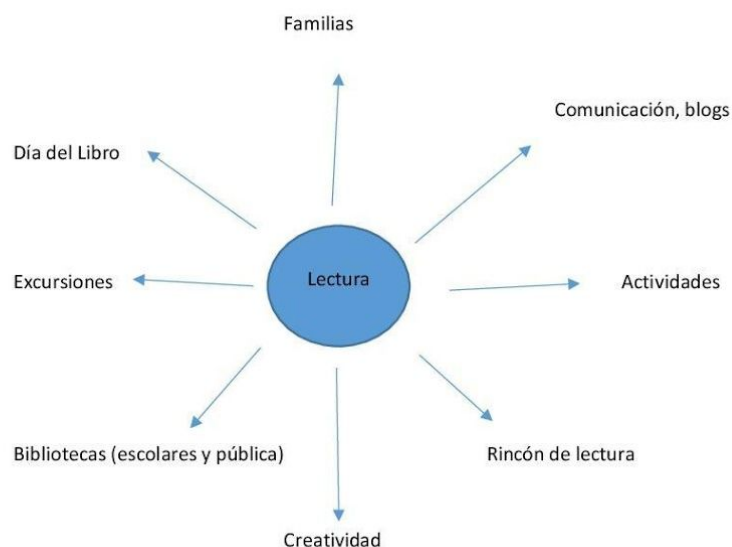 Familias
Comunicación, blogs
Día del Libro
Lectura
Excursiones
Actividades
Bibliotecas (escolares y pública)
Rincón de lectura
Creatividad